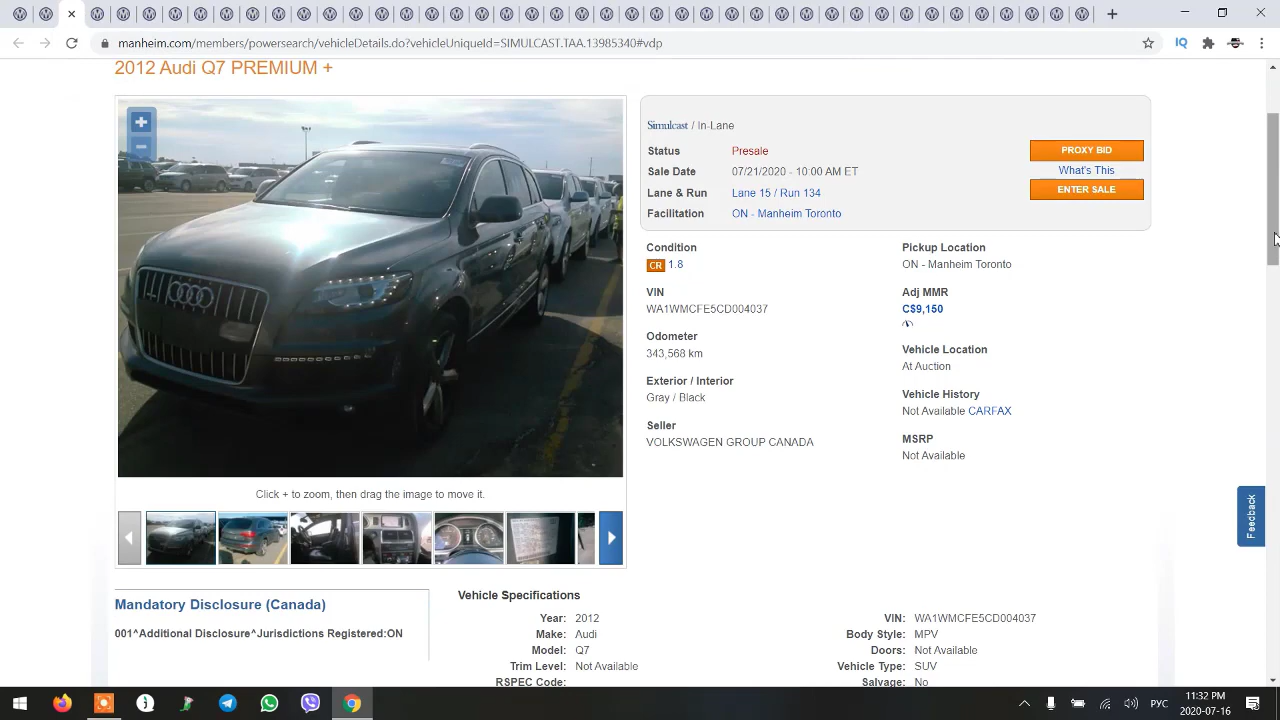 manheim.com/members/powersearch/vehicleDetails.do?vehicleUniqueId=SIMULCAST.TAA.13985340#vdp
IQ
2012 Audi Q7 PREMIUM +
Simulcast / In-Lane
Status Presale
Sale Date 07/21/2020 - 10:00 AM ET
Lane & Run Lane 15 / Run 134
Facilitation ON - Manheim Toronto
PROXY BID
What's This
ENTER SALE
Condition
CR 1.8
VIN
WA1WMCFE5CD004037
Odometer
343,568 km
Exterior / Interior
Gray / Black
Seller
VOLKSWAGEN GROUP CANADA
Pickup Location
ON - Manheim Toronto
Adj MMR
C$9,150
Vehicle Location
At Auction
Vehicle History
Not Available CARFAX
MSRP
Not Available
Feedback
Click + to zoom, then drag the image to move it.
Mandatory Disclosure (Canada)
001^Additional Disclosure^Jurisdictions Registered:ON
Vehicle Specifications
Year: 2012
Make: Audi
Model: Q7
Trim Level: Not Available
RSPEC Code:
VIN: WA1WMCFE5CD004037
Body Style: MPV
Doors: Not Available
Vehicle Type: SUV
Salvage: No
РУС
11:32 PM
2020-07-16